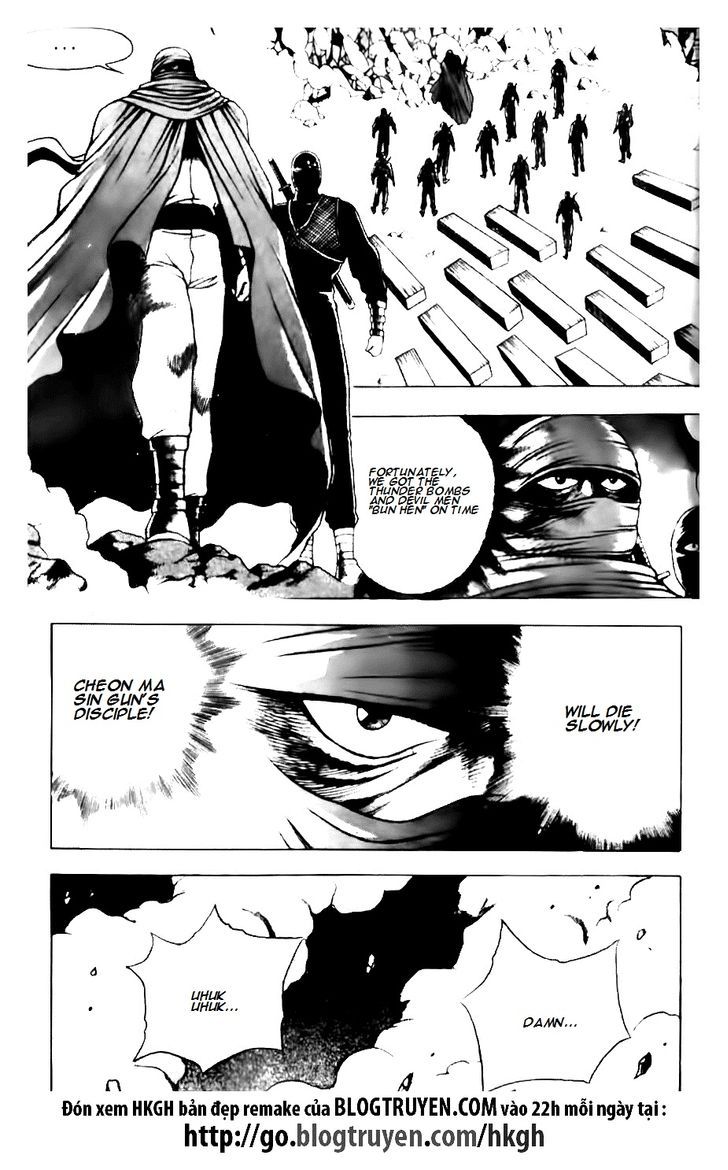 ...
FORTUNATELY,
WE GOT THE
THUNDER BOMBS
AND DEVIL MEN
"BUN HEN" ON TIME
CHEON MA
SIN GUN'S
DISCIPLE!
WILL DIE
SLOWLY!
UHUK
UHUK...
DAMN...
Đón xem HKGH bản đẹp remake của BLOGTRUYEN.COM vào 22h mỗi ngày tại :
http://go.blogtruyen.com/hkgh